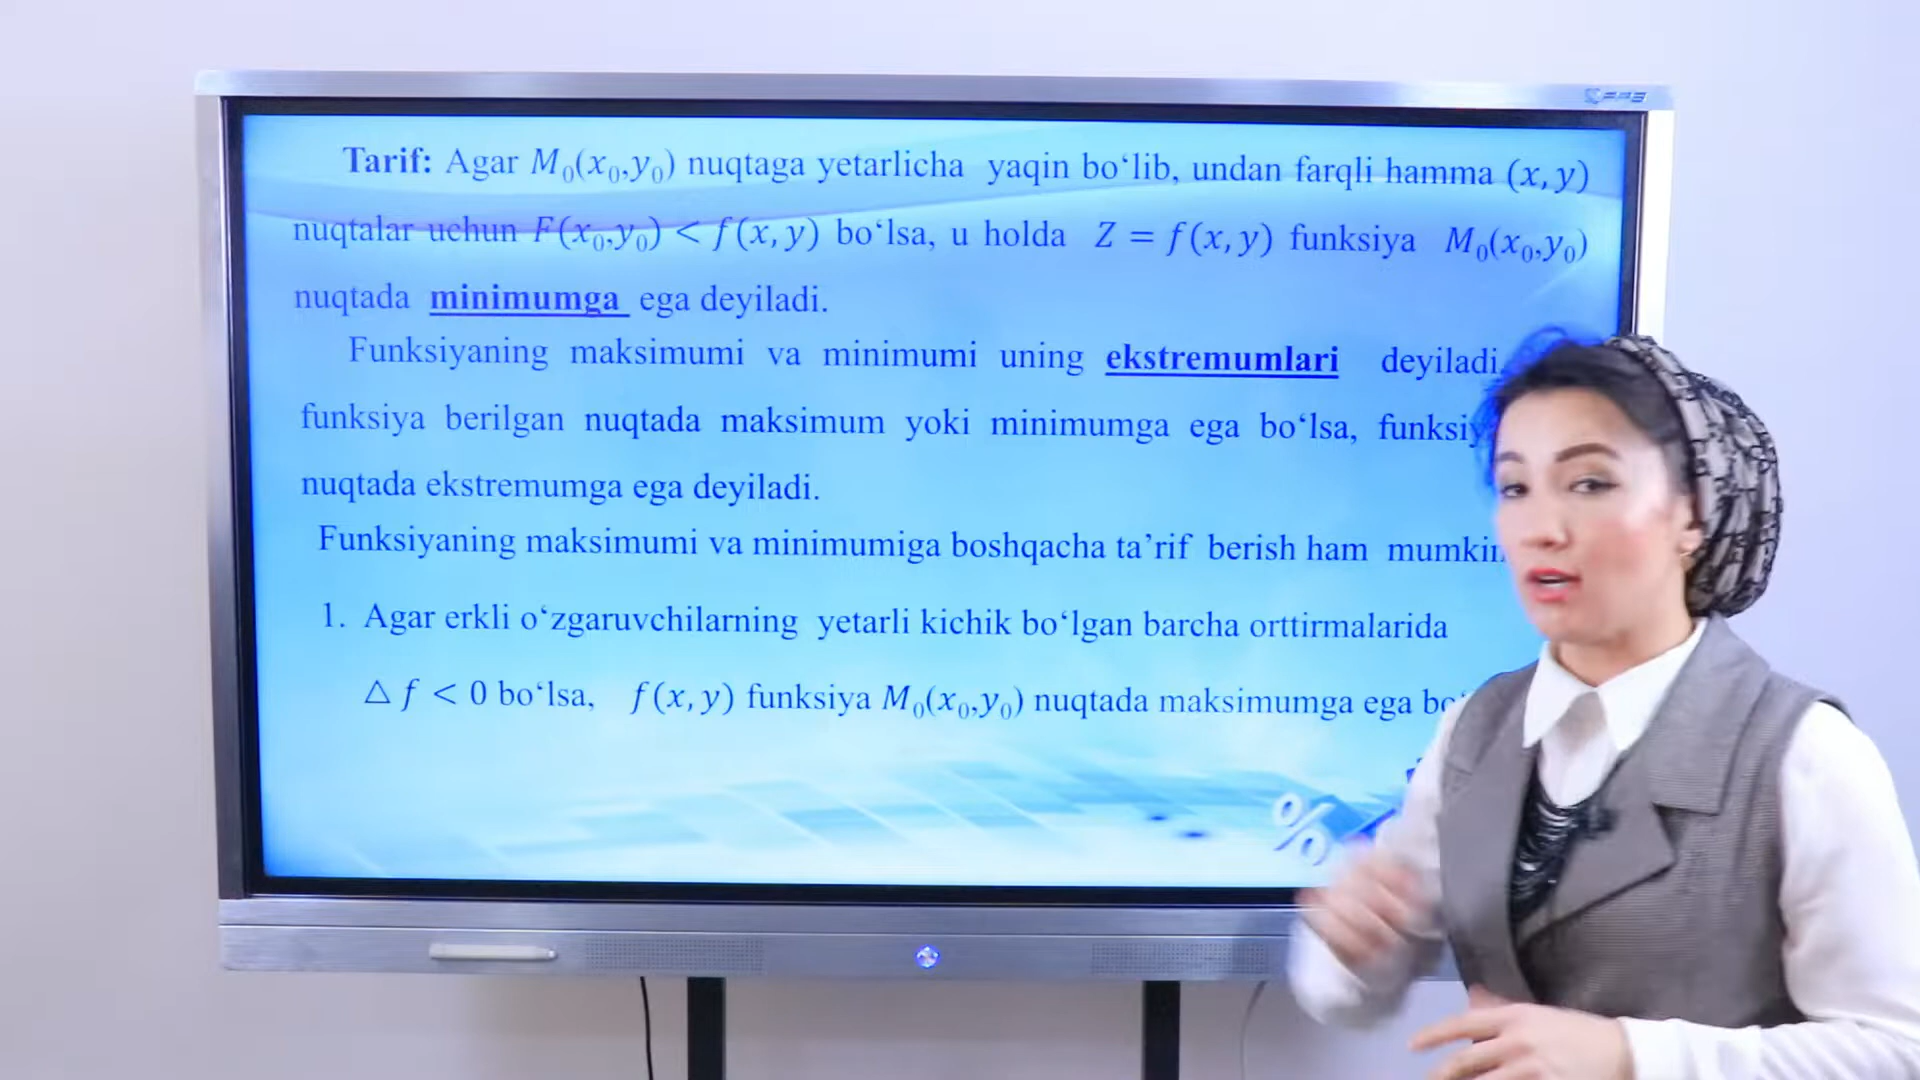 Tarif: Agar M₀(x₀,y₀) nuqtaga yetarlicha yaqin bo‘lib, undan farqli hamma (x, y)
nuqtalar uchun F(x₀,y₀) < f(x, y) bo‘lsa, u holda Z = f(x, y) funksiya M₀(x₀,y₀)
nuqtada minimumga ega deyiladi.
Funksiyaning maksimumi va minimumi uning ekstremumlari deyiladi.
funksiya berilgan nuqtada maksimum yoki minimumga ega bo‘lsa,
nuqtada ekstremumga ega deyiladi.
Funksiyaning maksimumi va minimumiga boshqacha ta’rif berish ham
1. Agar erkli o‘zgaruvchilarning yetarli kichik bo‘lgan barcha orttirmalarida
△ f < 0 bo‘lsa, f(x, y) funksiya M₀(x₀,y₀) nuqtada maksimumga ega
%